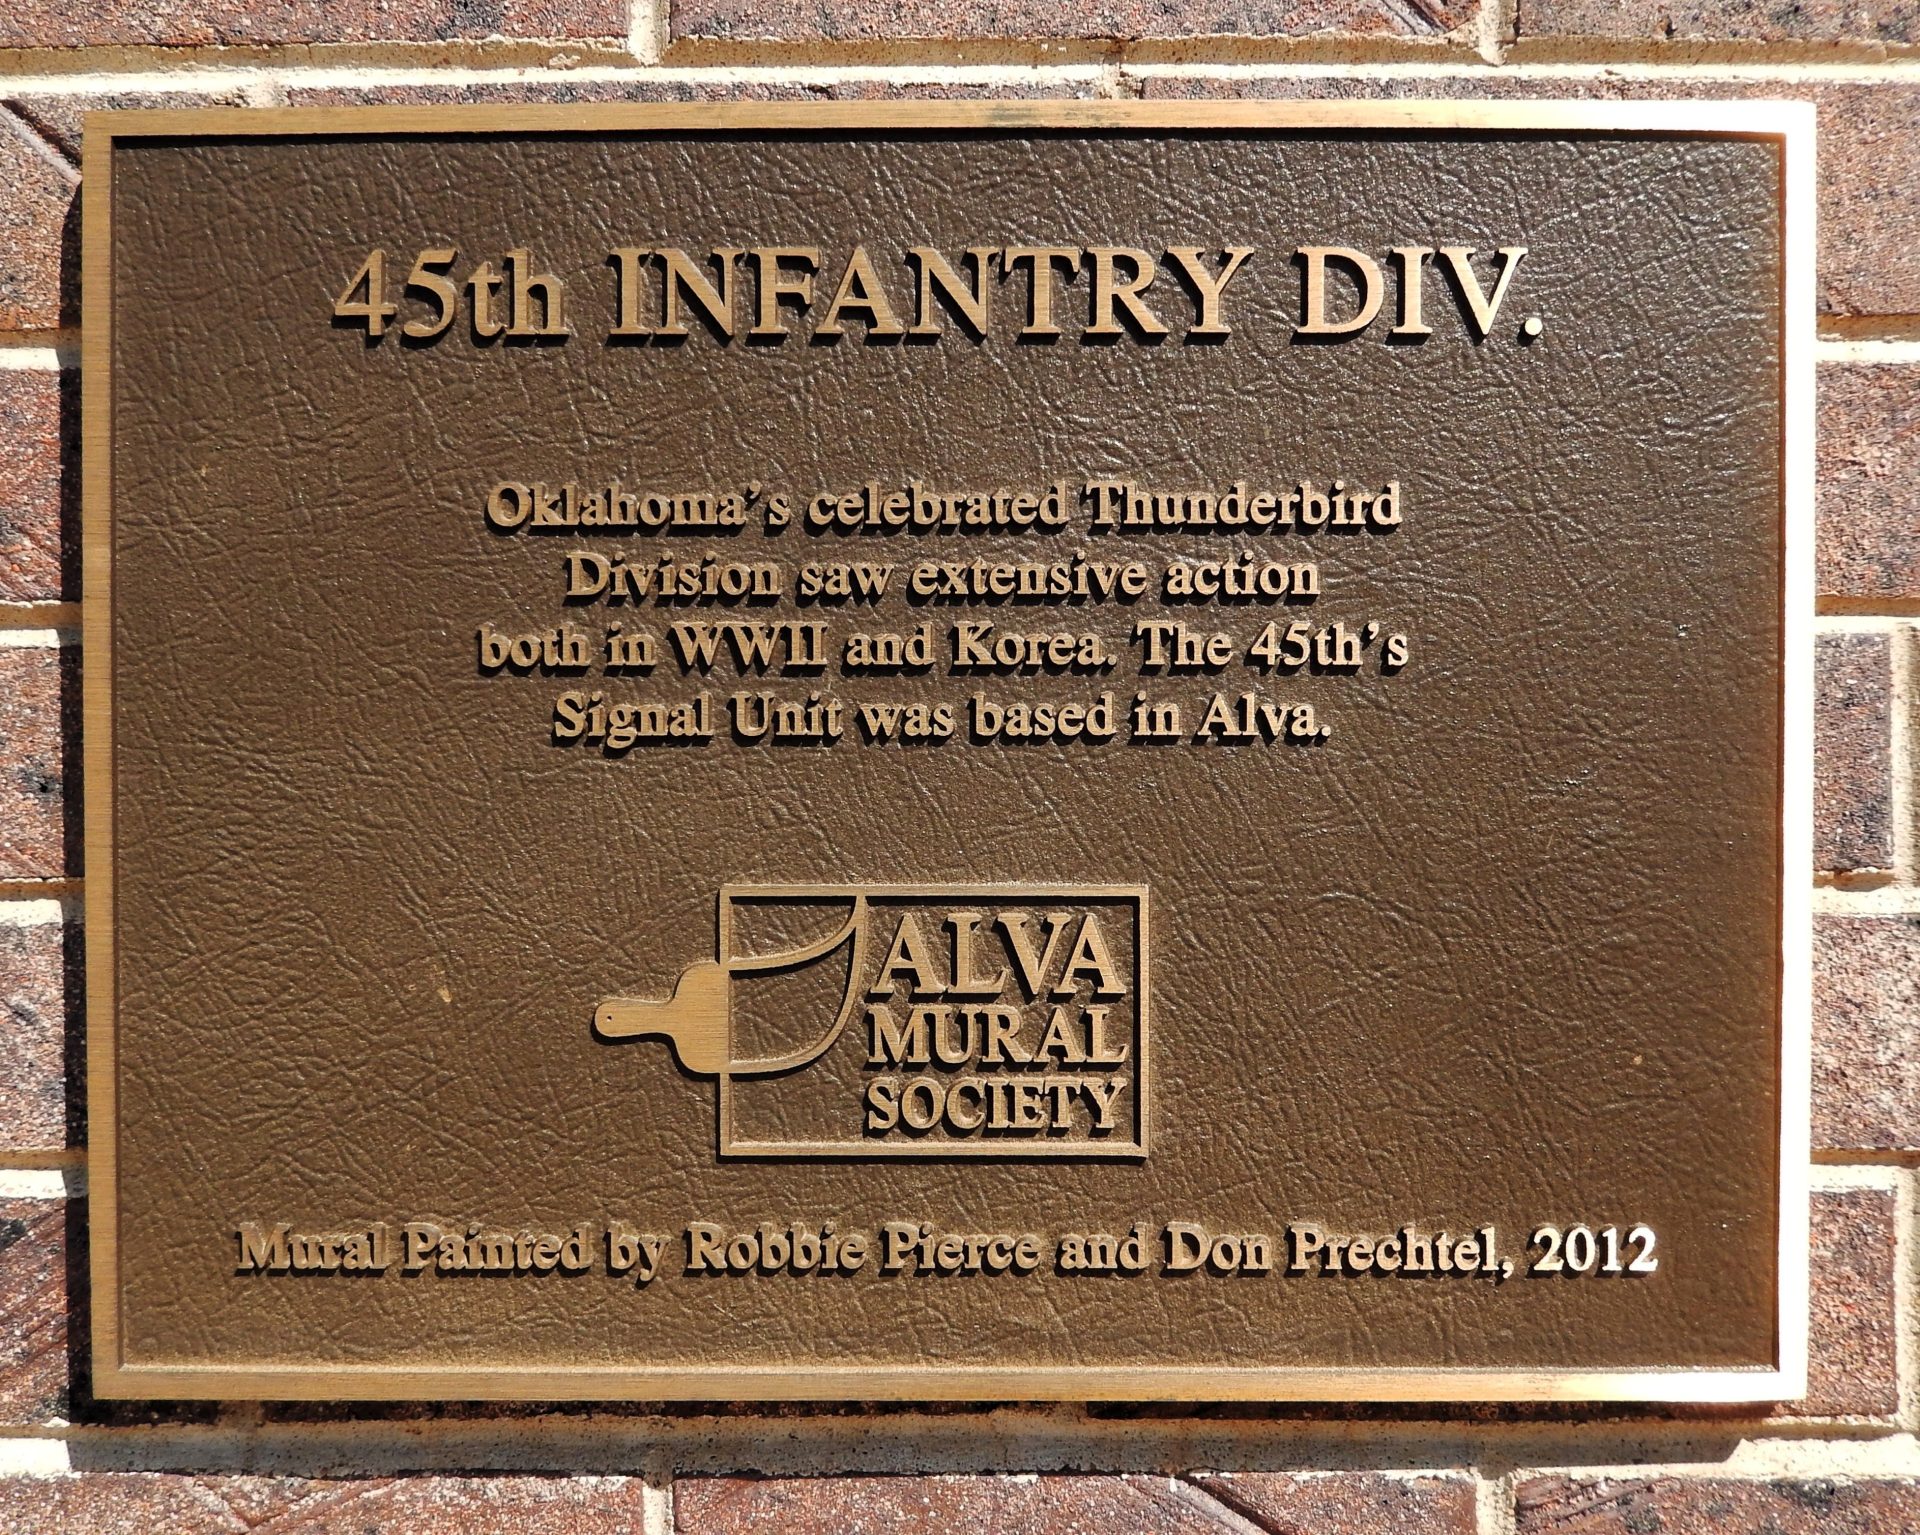 45th INFANTRY DIV.
Oklahoma's celebrated Thunderbird
Division saw extensive action
both in WWII and Korea. The 45th's
Signal Unit was based in Alva.
ALVA
MURAL
SOCIETY
Mural Painted by Robbie Pierce and Don Prechtel, 2012